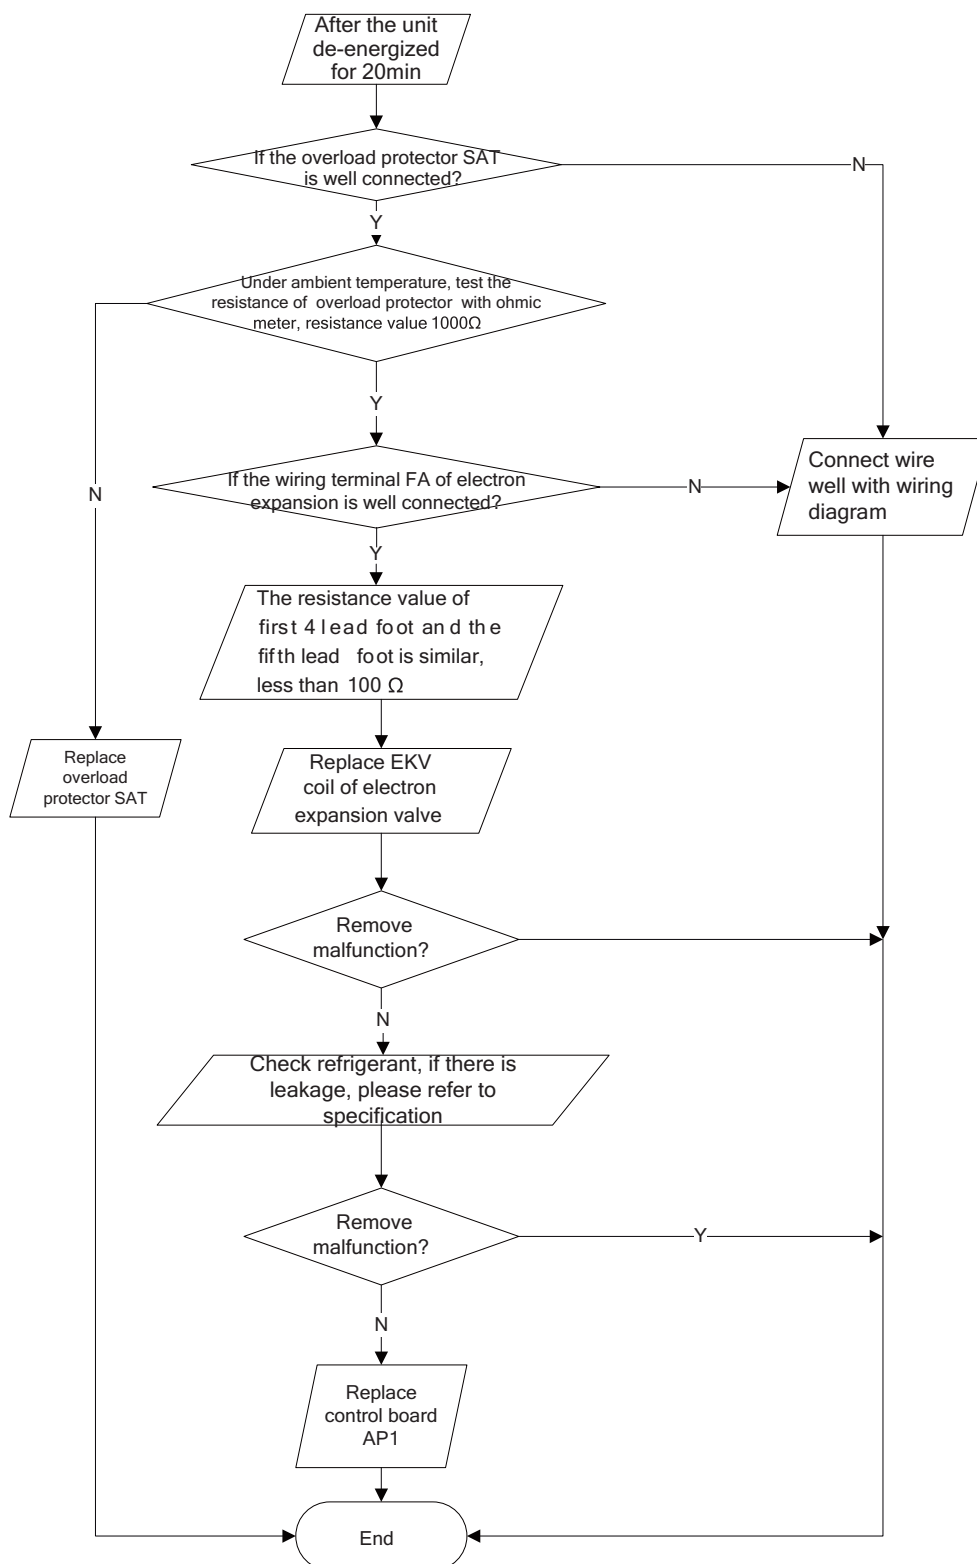 After the unit
de-energized
for 20min
If the overload protector SAT
is well connected?
N
Y
Under ambient temperature, test the
resistance of overload protector with ohmic
meter, resistance value 1000Ω
Y
N
If the wiring terminal FA of electron
expansion is well connected?
N
Connect wire
well with wiring
diagram
Y
The resistance value of
first 4 lead foot and the
fifth lead foot is similar,
less than 100 Ω
Replace
overload
protector SAT
Replace EKV
coil of electron
expansion valve
Remove
malfunction?
N
Check refrigerant, if there is
leakage, please refer to
specification
Remove
malfunction?
Y
N
Replace
control board
AP1
End